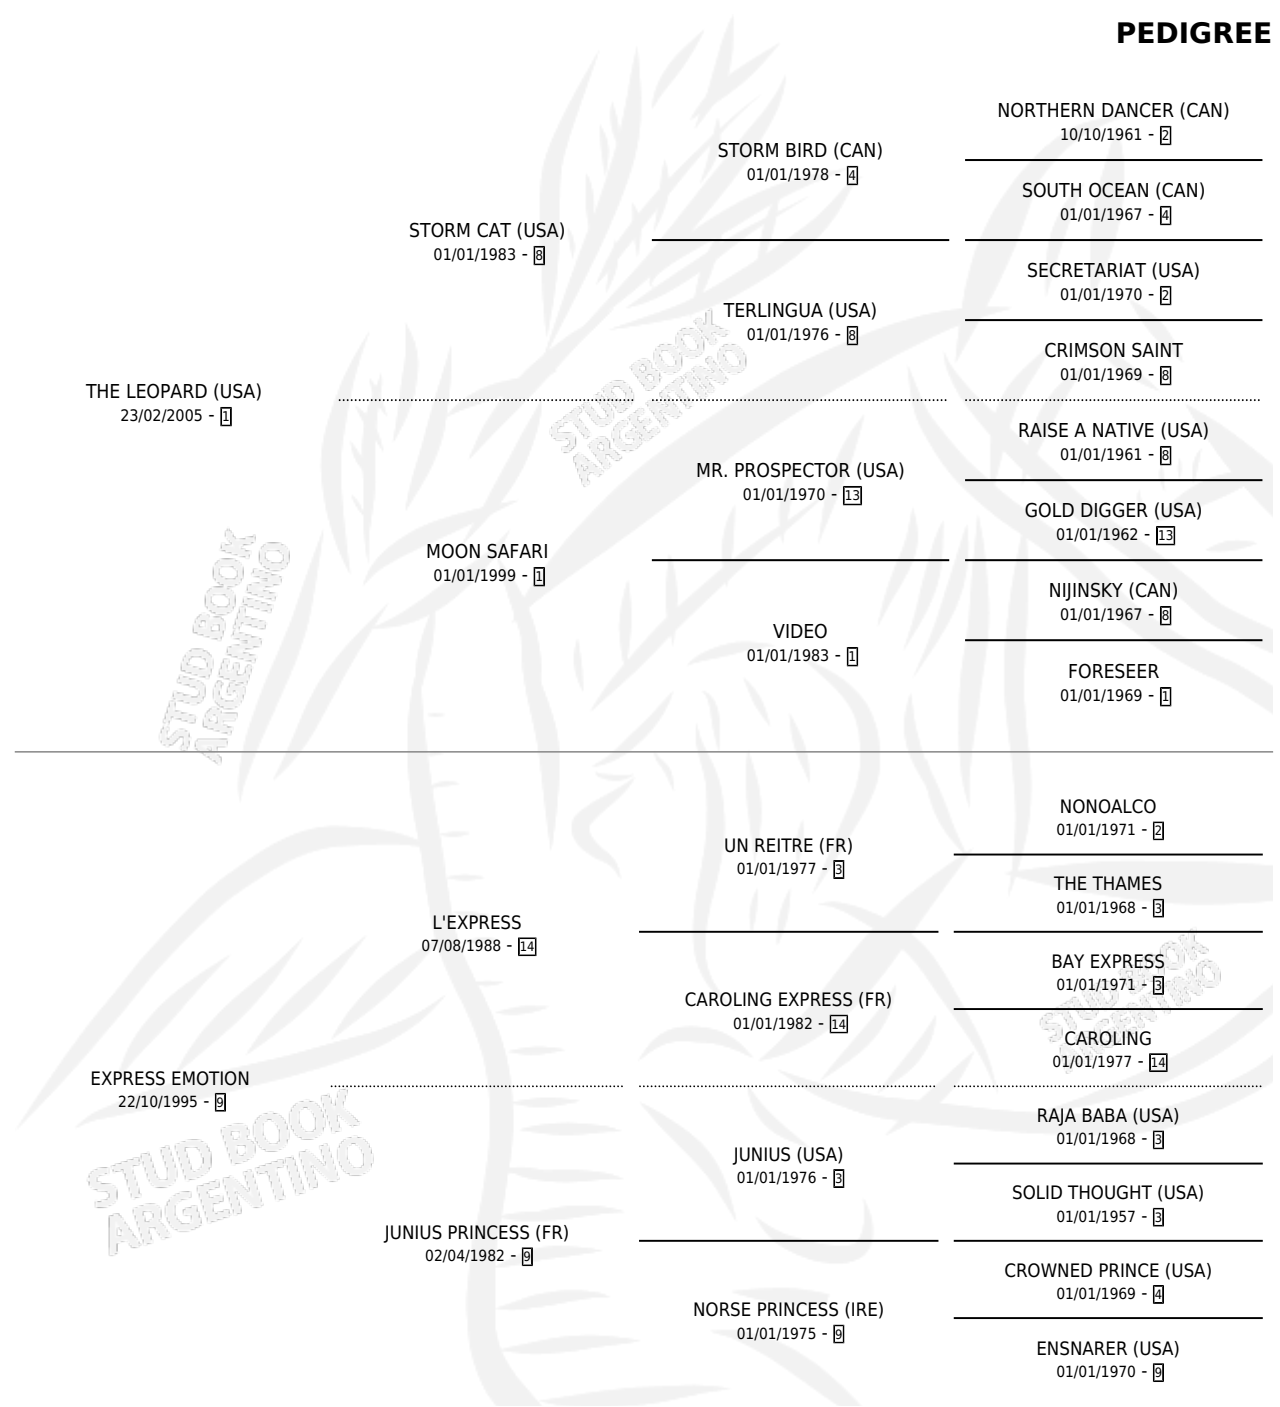 PEDIGREE
NORTHERN DANCER (CAN)
10/10/1961 - 2
STORM BIRD (CAN)
01/01/1978 - 4
SOUTH OCEAN (CAN)
01/01/1967 - 4
STORM CAT (USA)
01/01/1983 - 8
SECRETARIAT (USA)
01/01/1970 - 2
TERLINGUA (USA)
01/01/1976 - 8
CRIMSON SAINT
01/01/1969 - 8
THE LEOPARD (USA)
23/02/2005 - 1
STUD BOOK
ARGENTINO
RAISE A NATIVE (USA)
01/01/1961 - 8
MR. PROSPECTOR (USA)
01/01/1970 - 13
GOLD DIGGER (USA)
01/01/1962 - 13
MOON SAFARI
01/01/1999 - 1
NIJINSKY (CAN)
01/01/1967 - 8
VIDEO
01/01/1983 - 1
FORESEER
01/01/1969 - 1
STUD BOOK
ARGENTINO
NONOALCO
01/01/1971 - 2
UN REITRE (FR)
01/01/1977 - 3
THE THAMES
01/01/1968 - 3
L'EXPRESS
07/08/1988 - 14
BAY EXPRESS
01/01/1971 - 3
CAROLING EXPRESS (FR)
01/01/1982 - 14
STUD BOOK
ARGENTINO
CAROLING
01/01/1977 - 14
EXPRESS EMOTION
22/10/1995 - 9
RAJA BABA (USA)
01/01/1968 - 3
JUNIUS (USA)
01/01/1976 - 3
STUD BOOK
ARGENTINO
SOLID THOUGHT (USA)
01/01/1957 - 3
JUNIUS PRINCESS (FR)
02/04/1982 - 9
CROWNED PRINCE (USA)
01/01/1969 - 4
NORSE PRINCESS (IRE)
01/01/1975 - 9
ENSNARER (USA)
01/01/1970 - 9